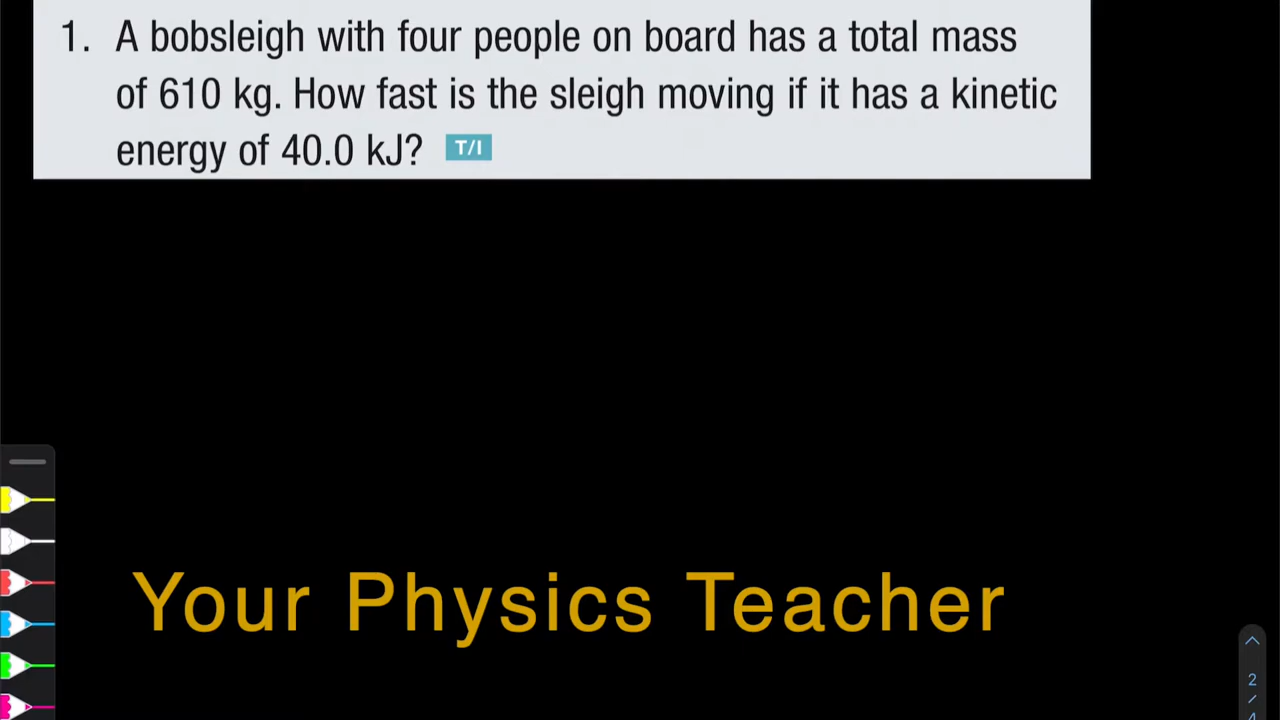 1. A bobsleigh with four people on board has a total mass
of 610 kg. How fast is the sleigh moving if it has a kinetic
energy of 40.0 kJ? T/I
Your Physics Teacher
2
/
4